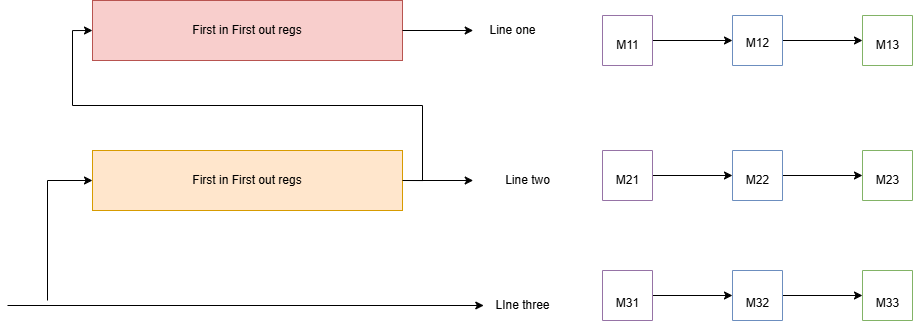 First in First out regs
Line one
M11
M12
M13
First in First out regs
Line two
M21
M22
M23
LIne three
M31
M32
M33